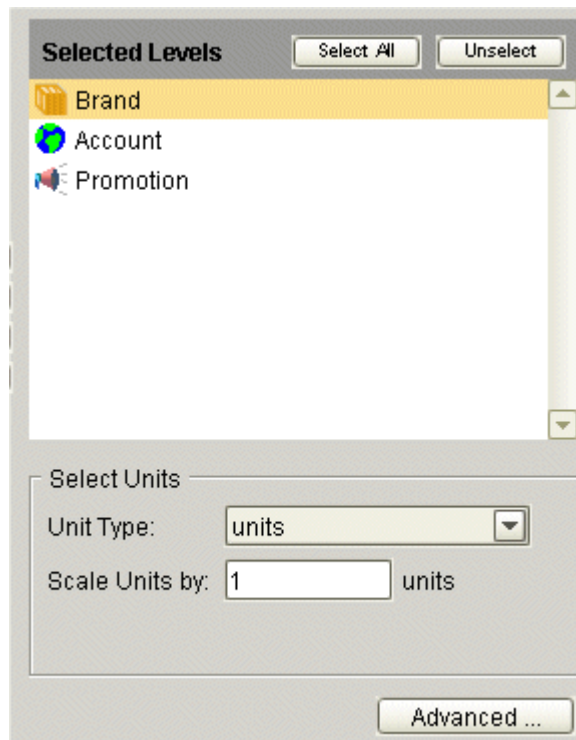 Selected Levels Select All Unselect
Brand
Account
Promotion
Select Units
Unit Type: units
Scale Units by: 1 units
Advanced ...